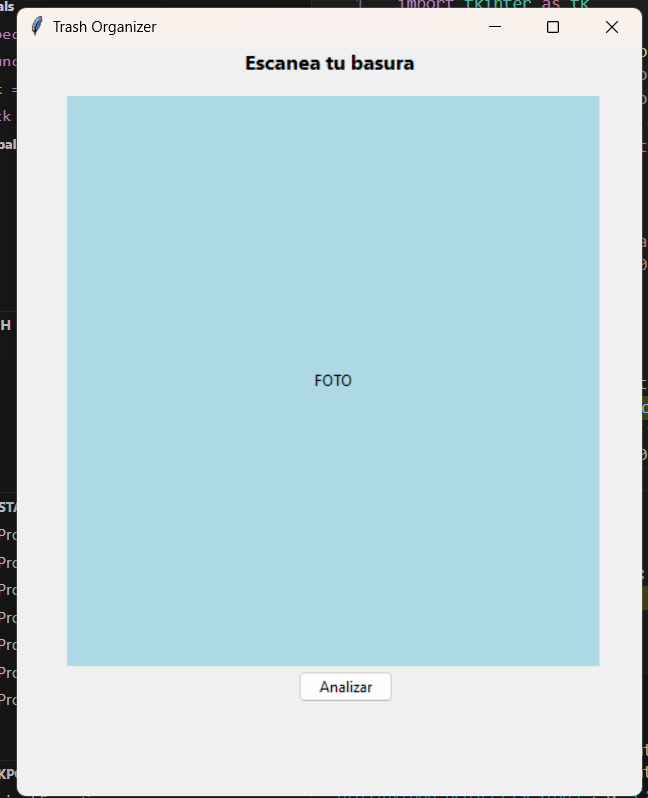 import tkinter as tk
Trash Organizer
Escanea tu basura
FOTO
Analizar